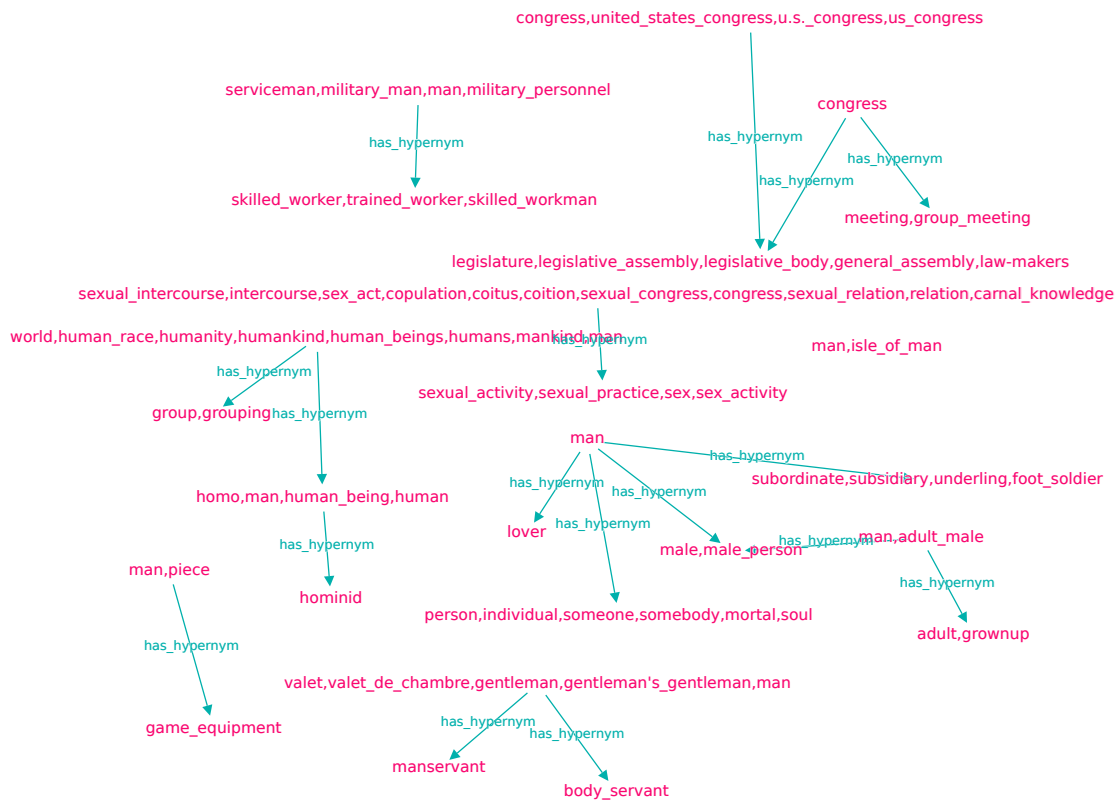 congress,united_states_congress,u.s._congress,us_congress
serviceman,military_man,man,military_personnel
congress
has_hypernym
has_hypernym
has_hypernym
has_hypernym
skilled_worker,trained_worker,skilled_workman
meeting,group_meeting
legislature,legislative_assembly,legislative_body,general_assembly,law-makers
sexual_intercourse,intercourse,sex_act,copulation,coitus,coition,sexual_congress,congress,sexual_relation,relation,carnal_knowledge
world,human_race,humanity,humankind,human_beings,humans,mankind,man
has_hypernym
man,isle_of_man
has_hypernym
sexual_activity,sexual_practice,sex,sex_activity
group,grouping
has_hypernym
man
has_hypernym
subordinate,subsidiary,underling,foot_soldier
has_hypernym
has_hypernym
homo,man,human_being,human
has_hypernym
lover
man,adult_male
has_hypernym
has_hypernym
male,male_person
man,piece
has_hypernym
hominid
person,individual,someone,somebody,mortal,soul
adult,grownup
has_hypernym
valet,valet_de_chambre,gentleman,gentleman's_gentleman,man
has_hypernym
game_equipment
has_hypernym
manservant
body_servant